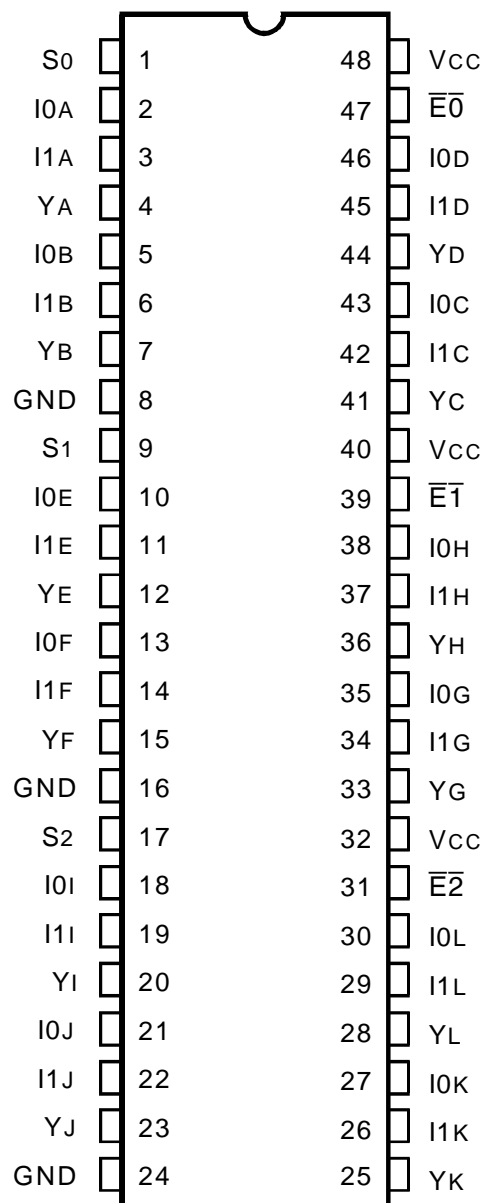 S0 1 48 VCC
I0A 2 47 E0
I1A 3 46 I0D
YA 4 45 I1D
I0B 5 44 YD
I1B 6 43 I0C
YB 7 42 I1C
GND 8 41 YC
S1 9 40 VCC
I0E 10 39 E1
I1E 11 38 I0H
YE 12 37 I1H
I0F 13 36 YH
I1F 14 35 I0G
YF 15 34 I1G
GND 16 33 YG
S2 17 32 VCC
I0I 18 31 E2
I1I 19 30 I0L
YI 20 29 I1L
I0J 21 28 YL
I1J 22 27 I0K
YJ 23 26 I1K
GND 24 25 YK